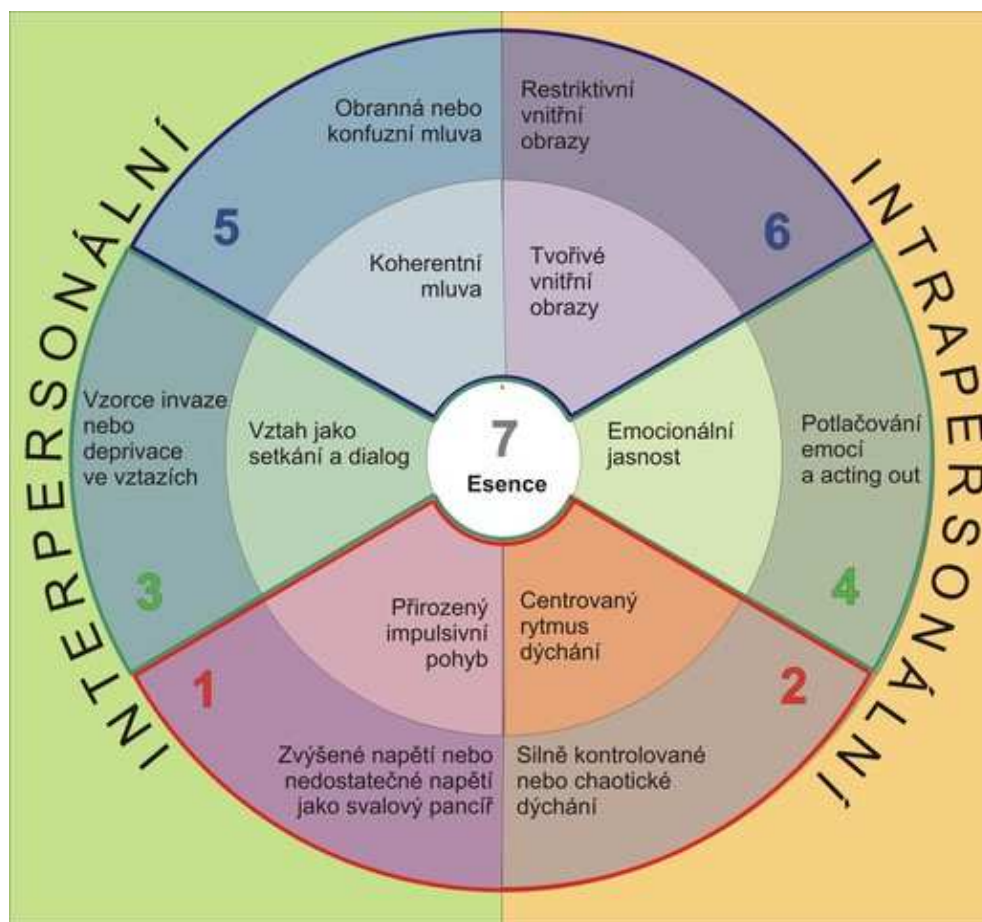 INTERPERSONÁLNÍ
INTRAPERSONÁLNÍ
Obranná nebo
konfuzní mluva
Restriktivní
vnitřní
obrazy
5
6
Koherentní
mluva
Tvořivé
vnitřní
obrazy
Vzorce invaze
nebo
deprivace
ve vztazích
Vztah jako
setkání a dialog
7
Esence
Emocionální
jasnost
Potlačování
emocí
a acting out
3
4
Přirozený
impulsivní
pohyb
Centrovaný
rytmus
dýchání
1
2
Zvýšené napětí nebo
nedostatečné napětí
jako svalový pancíř
Silně kontrolované
nebo chaotické
dýchání